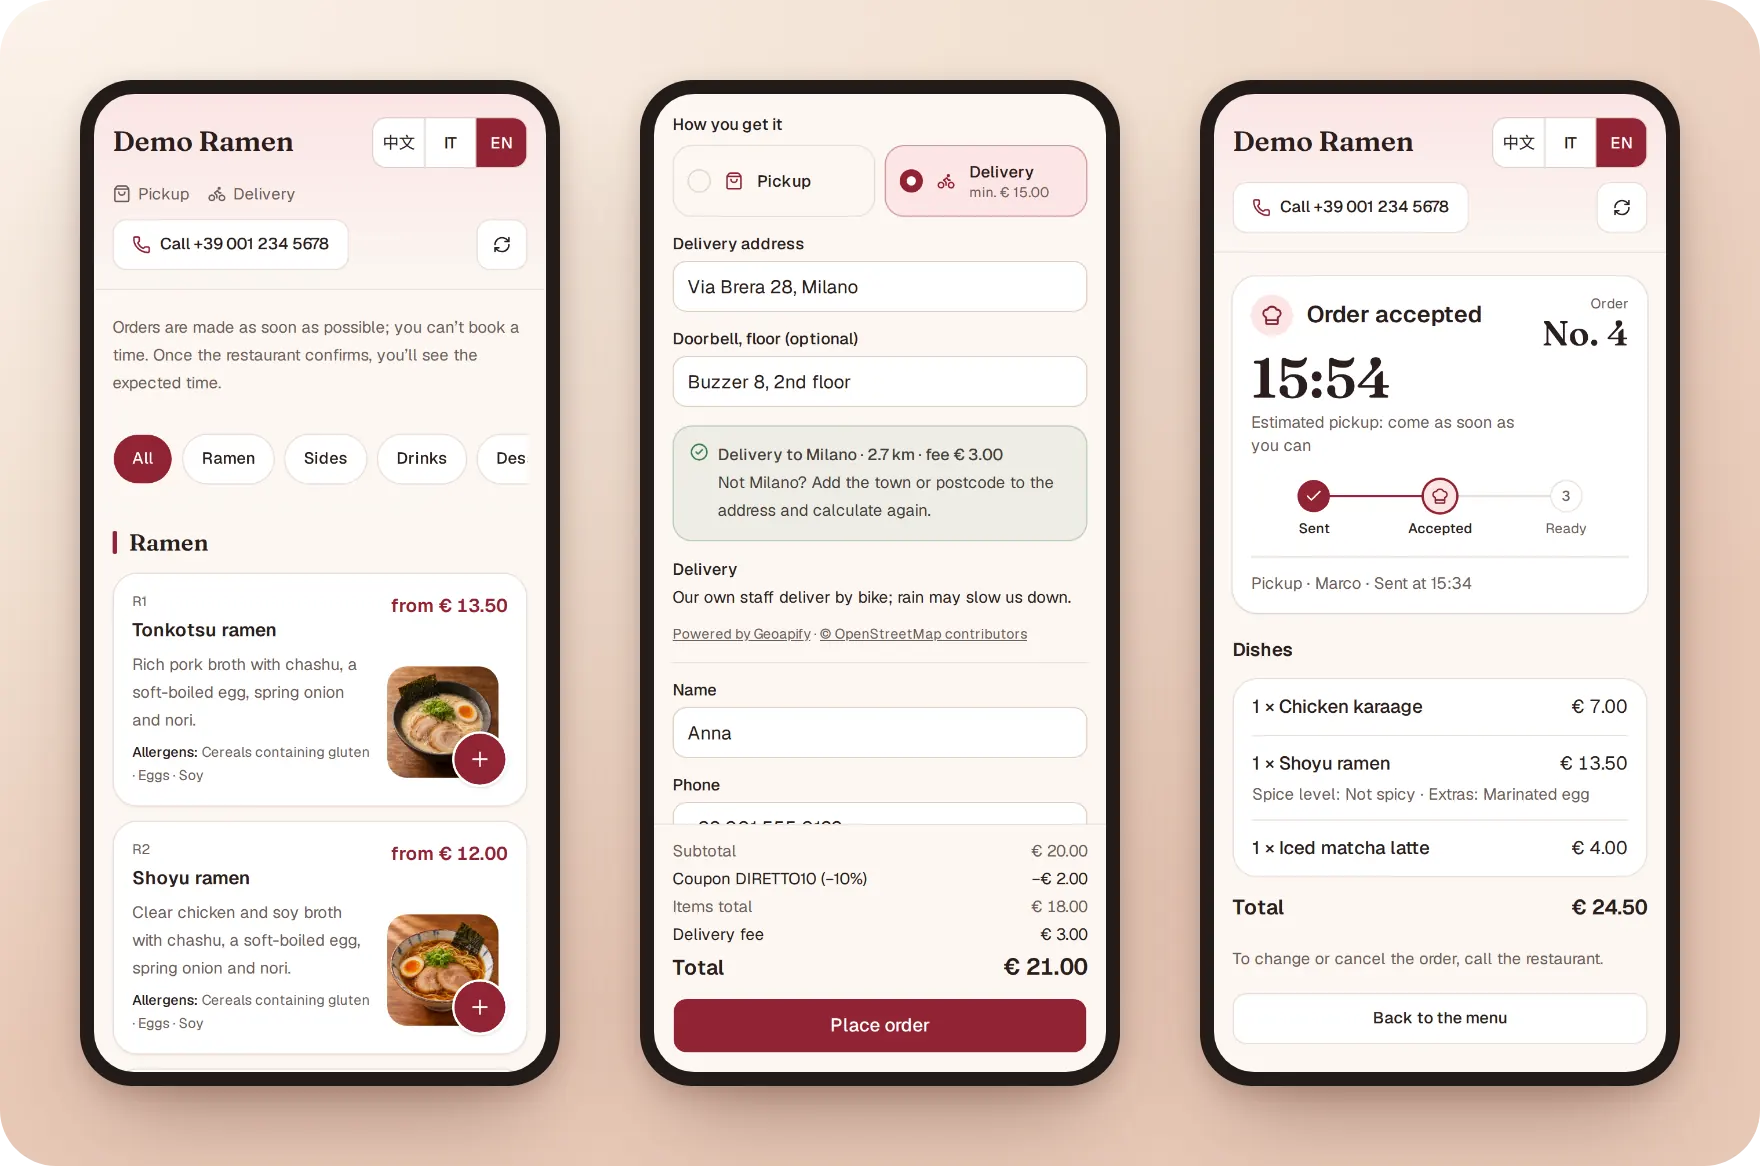 Demo Ramen
中文 IT EN
Pickup Delivery
Call +39 001 234 5678
Orders are made as soon as possible; you can’t book a
time. Once the restaurant confirms, you’ll see the
expected time.
All Ramen Sides Drinks Des
Ramen
R1
from € 13.50
Tonkotsu ramen
Rich pork broth with chashu, a
soft-boiled egg, spring onion
and nori.
Allergens: Cereals containing gluten
· Eggs · Soy
R2
from € 12.00
Shoyu ramen
Clear chicken and soy broth
with chashu, a soft-boiled egg,
spring onion and nori.
Allergens: Cereals containing gluten
· Eggs · Soy
How you get it
Pickup
Delivery
min. € 15.00
Delivery address
Via Brera 28, Milano
Doorbell, floor (optional)
Buzzer 8, 2nd floor
Delivery to Milano · 2.7 km · fee € 3.00
Not Milano? Add the town or postcode to the
address and calculate again.
Delivery
Our own staff deliver by bike; rain may slow us down.
Powered by Geoapify · © OpenStreetMap contributors
Name
Anna
Phone
Subtotal € 20.00
Coupon DIRETTO10 (−10%) −€ 2.00
Items total € 18.00
Delivery fee € 3.00
Total € 21.00
Place order
Demo Ramen
中文 IT EN
Call +39 001 234 5678
Order accepted
Order
No. 4
15:54
Estimated pickup: come as soon as
you can
3
Sent Accepted Ready
Pickup · Marco · Sent at 15:34
Dishes
1 × Chicken karaage € 7.00
1 × Shoyu ramen € 13.50
Spice level: Not spicy · Extras: Marinated egg
1 × Iced matcha latte € 4.00
Total € 24.50
To change or cancel the order, call the restaurant.
Back to the menu